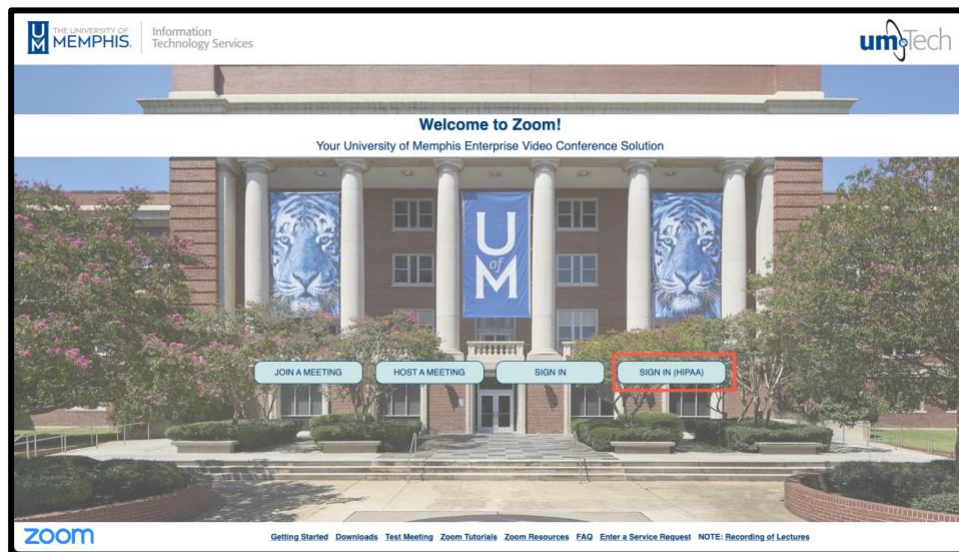 THE UNIVERSITY OF
MEMPHIS.
Information
Technology Services
umTech
Welcome to Zoom!
Your University of Memphis Enterprise Video Conference Solution
U
of
M
JOIN A MEETING
HOST A MEETING
SIGN IN
SIGN IN (HIPAA)
zoom
Getting Started Downloads Test Meeting Zoom Tutorials Zoom Resources FAQ Enter a Service Request NOTE: Recording of Lectures